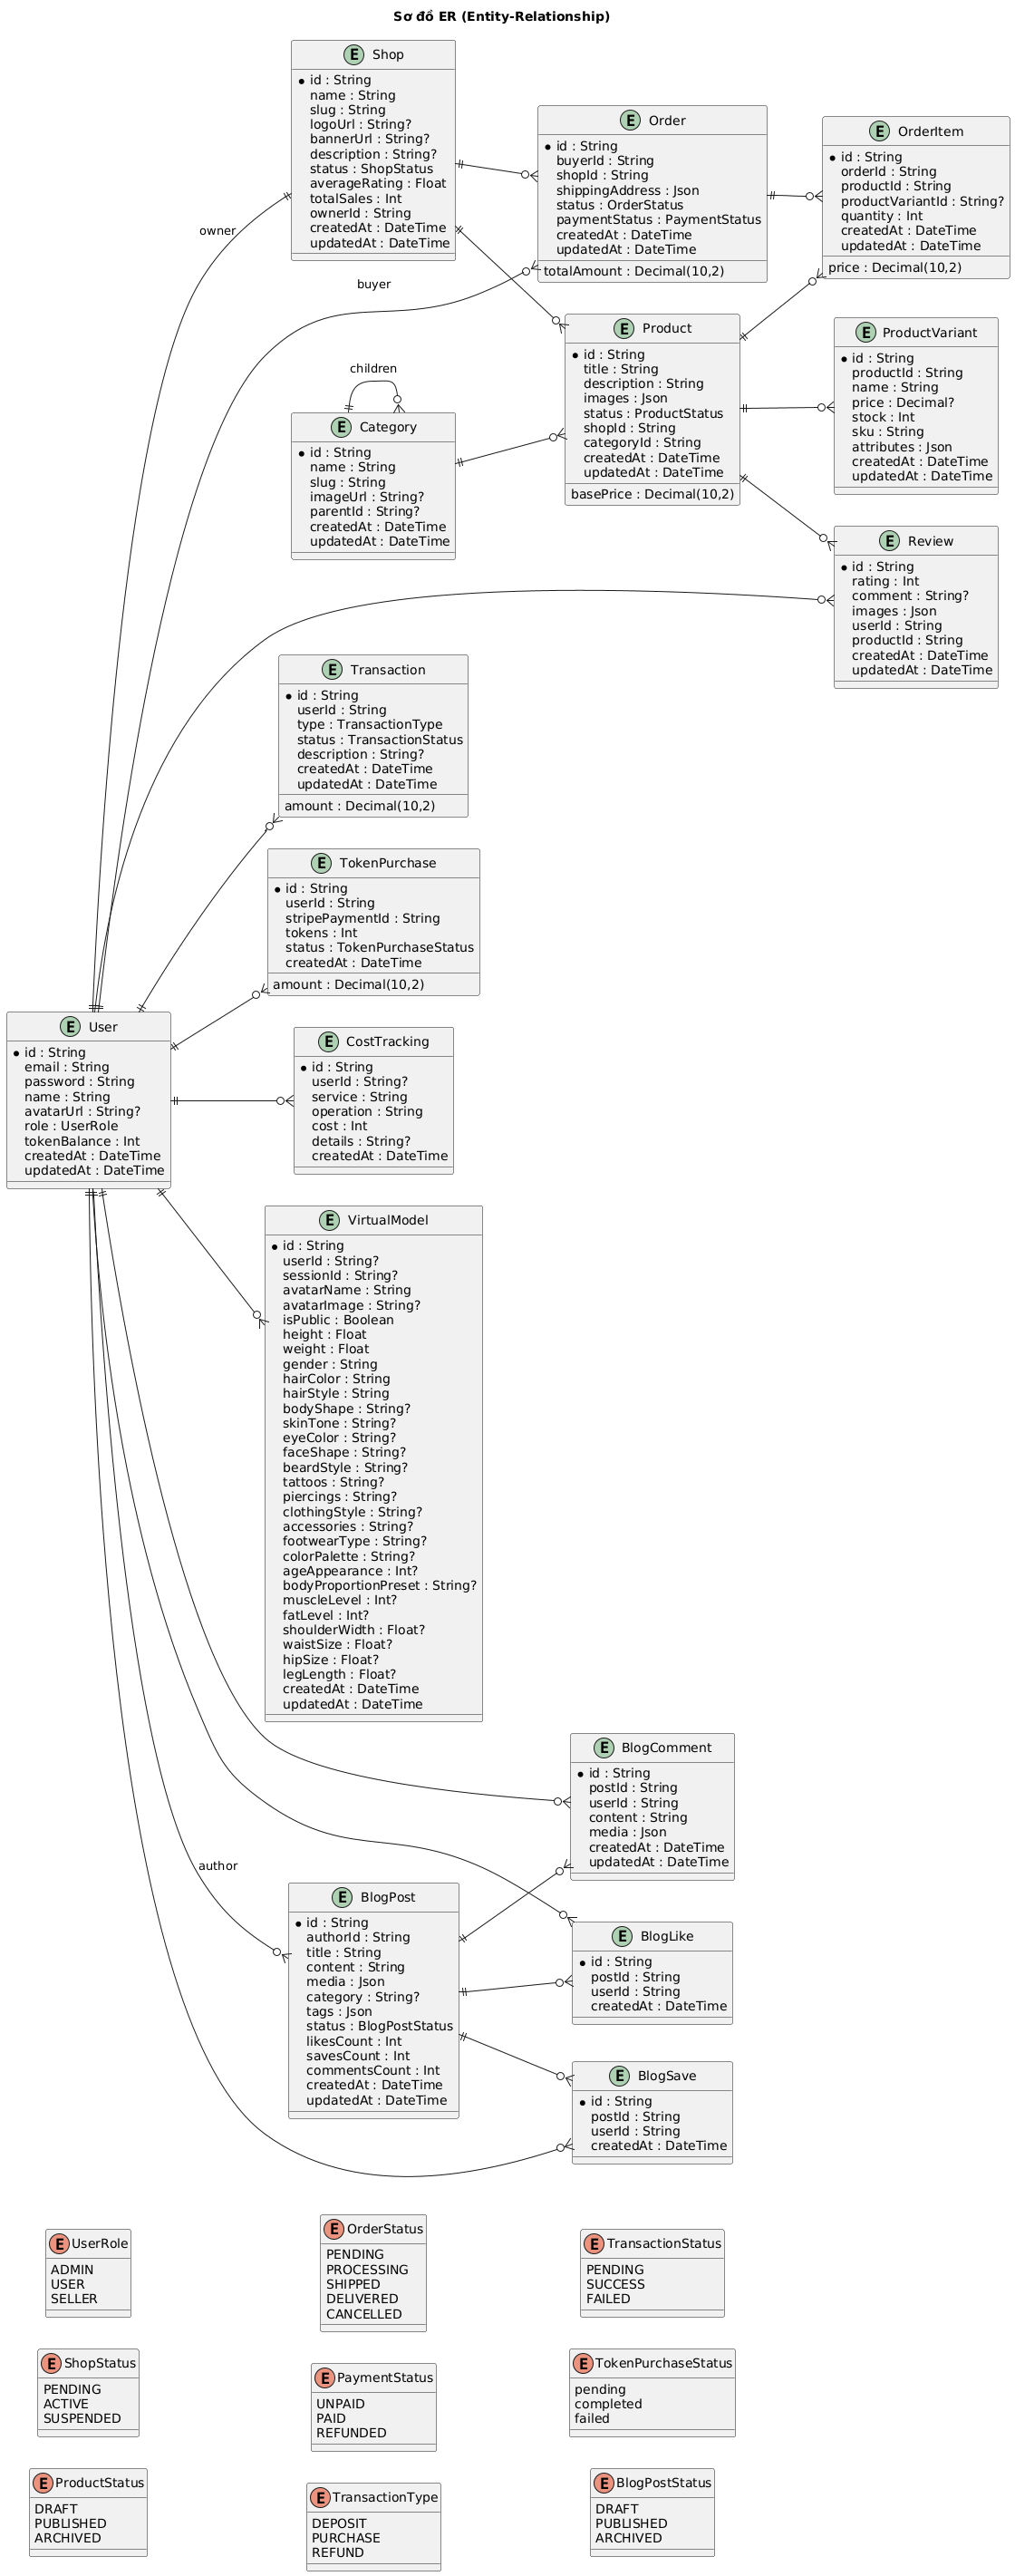 Sơ đồ ER (Entity-Relationship)
E Shop
id : String
name : String
slug : String
logoUrl : String?
bannerUrl : String?
description : String?
status : ShopStatus
averageRating : Float
totalSales : Int
ownerId : String
createdAt : DateTime
updatedAt : DateTime
E Order
id : String
buyerId : String
shopId : String
shippingAddress : Json
status : OrderStatus
paymentStatus : PaymentStatus
createdAt : DateTime
updatedAt : DateTime
totalAmount : Decimal(10,2)
E OrderItem
id : String
orderId : String
productId : String
productVariantId : String?
quantity : Int
createdAt : DateTime
updatedAt : DateTime
price : Decimal(10,2)
owner
buyer
children
E Category
id : String
name : String
slug : String
imageUrl : String?
parentId : String?
createdAt : DateTime
updatedAt : DateTime
E Product
id : String
title : String
description : String
images : Json
status : ProductStatus
shopId : String
categoryId : String
createdAt : DateTime
updatedAt : DateTime
basePrice : Decimal(10,2)
E ProductVariant
id : String
productId : String
name : String
price : Decimal?
stock : Int
sku : String
attributes : Json
createdAt : DateTime
updatedAt : DateTime
E Review
id : String
rating : Int
comment : String?
images : Json
userId : String
productId : String
createdAt : DateTime
updatedAt : DateTime
E Transaction
id : String
userId : String
type : TransactionType
status : TransactionStatus
description : String?
createdAt : DateTime
updatedAt : DateTime
amount : Decimal(10,2)
E TokenPurchase
id : String
userId : String
stripePaymentId : String
tokens : Int
status : TokenPurchaseStatus
createdAt : DateTime
amount : Decimal(10,2)
E User
id : String
email : String
password : String
name : String
avatarUrl : String?
role : UserRole
tokenBalance : Int
createdAt : DateTime
updatedAt : DateTime
E CostTracking
id : String
userId : String?
service : String
operation : String
cost : Int
details : String?
createdAt : DateTime
E VirtualModel
id : String
userId : String?
sessionId : String?
avatarName : String
avatarImage : String?
isPublic : Boolean
height : Float
weight : Float
gender : String
hairColor : String
hairStyle : String
bodyShape : String?
skinTone : String?
eyeColor : String?
faceShape : String?
beardStyle : String?
tattoos : String?
piercings : String?
clothingStyle : String?
accessories : String?
footwearType : String?
colorPalette : String?
ageAppearance : Int?
bodyProportionPreset : String?
muscleLevel : Int?
fatLevel : Int?
shoulderWidth : Float?
waistSize : Float?
hipSize : Float?
legLength : Float?
createdAt : DateTime
updatedAt : DateTime
E BlogComment
id : String
postId : String
userId : String
content : String
media : Json
createdAt : DateTime
updatedAt : DateTime
author
E BlogPost
id : String
authorId : String
title : String
content : String
media : Json
category : String?
tags : Json
status : BlogPostStatus
likesCount : Int
savesCount : Int
commentsCount : Int
createdAt : DateTime
updatedAt : DateTime
E BlogLike
id : String
postId : String
userId : String
createdAt : DateTime
E BlogSave
id : String
postId : String
userId : String
createdAt : DateTime
E UserRole
ADMIN
USER
SELLER
E OrderStatus
PENDING
PROCESSING
SHIPPED
DELIVERED
CANCELLED
E TransactionStatus
PENDING
SUCCESS
FAILED
E ShopStatus
PENDING
ACTIVE
SUSPENDED
E PaymentStatus
UNPAID
PAID
REFUNDED
E TokenPurchaseStatus
pending
completed
failed
E ProductStatus
DRAFT
PUBLISHED
ARCHIVED
E TransactionType
DEPOSIT
PURCHASE
REFUND
E BlogPostStatus
DRAFT
PUBLISHED
ARCHIVED